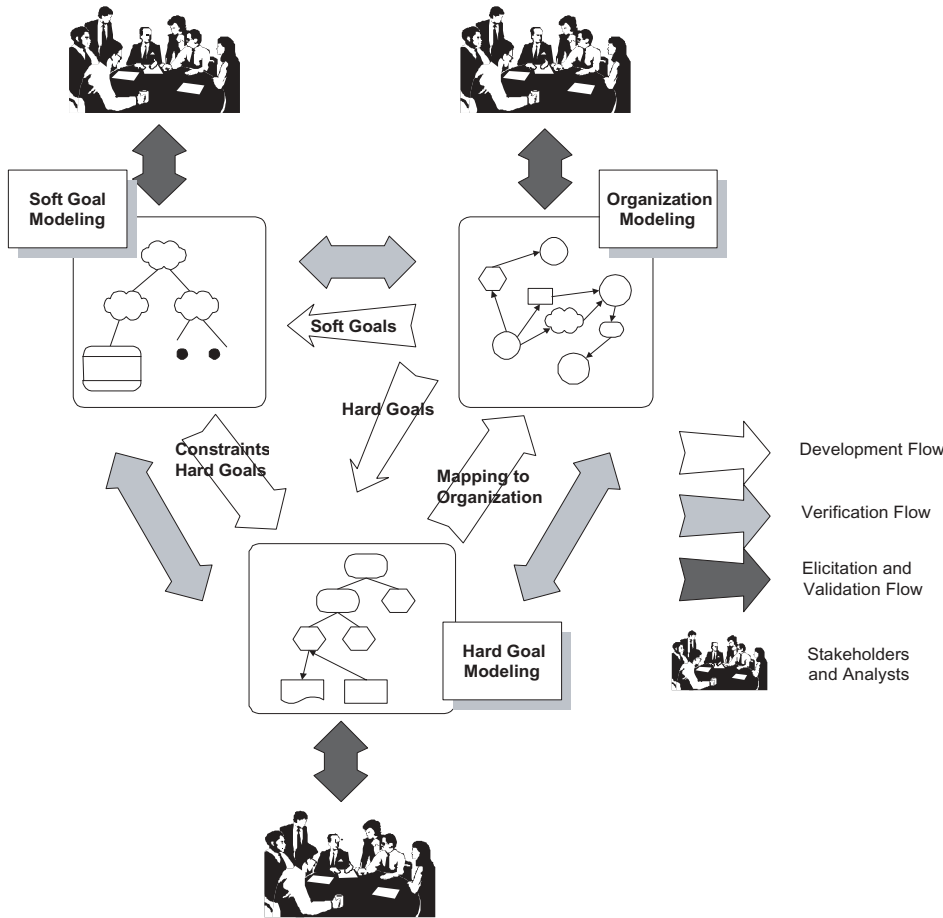 Soft Goal
Modeling
Organization
Modeling
Soft Goals
Hard Goals
Constraints
Hard Goals
Mapping to
Organization
Hard Goal
Modeling
Development Flow
Verification Flow
Elicitation and
Validation Flow
Stakeholders
and Analysts